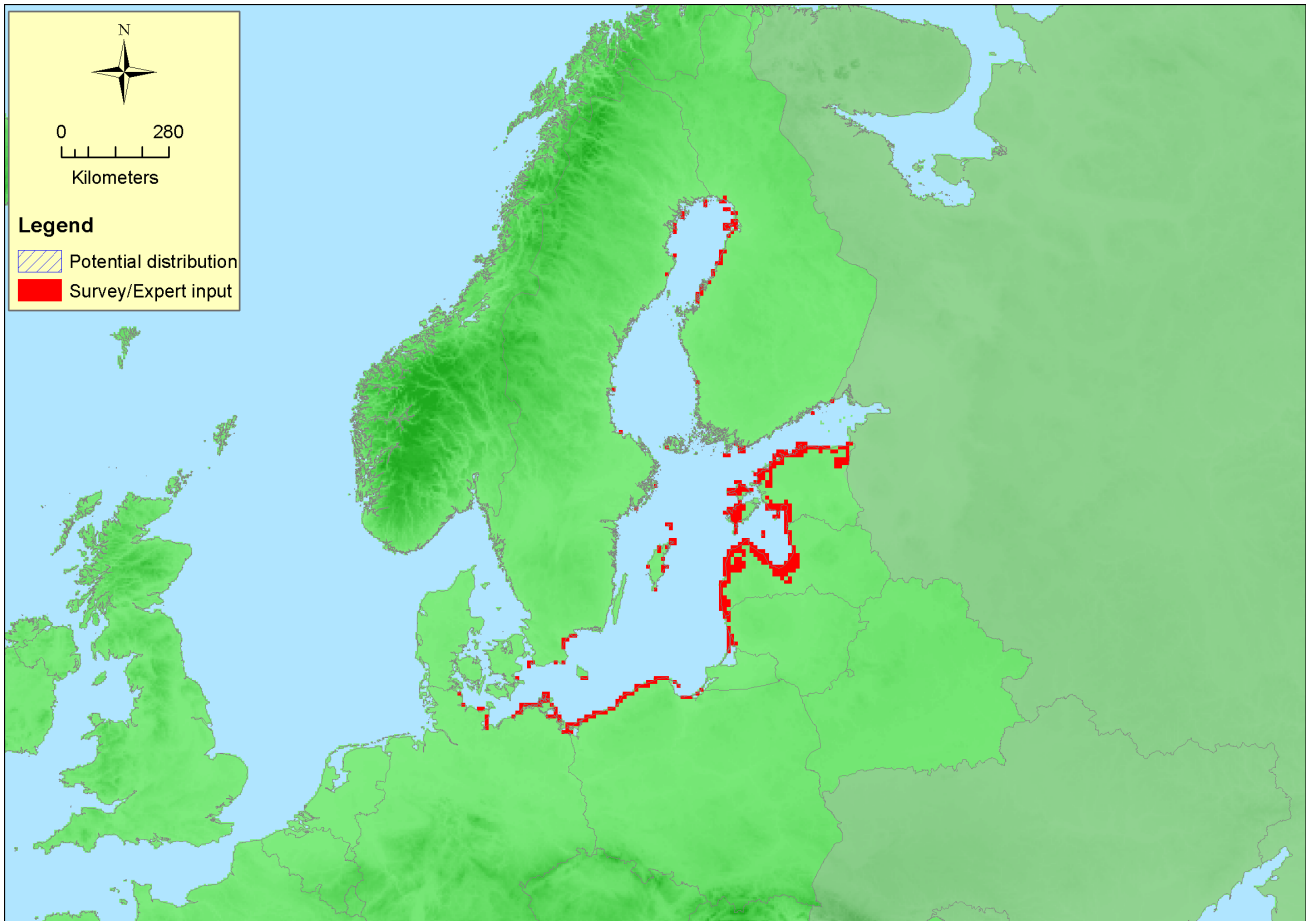 N
0 280
Kilometers
Legend
Potential distribution
Survey/Expert input